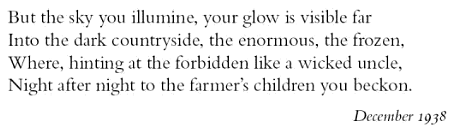 But the sky you illumine, your glow is visible far
Into the dark countryside, the enormous, the frozen,
Where, hinting at the forbidden like a wicked uncle,
Night after night to the farmer's children you beckon.
December 1938